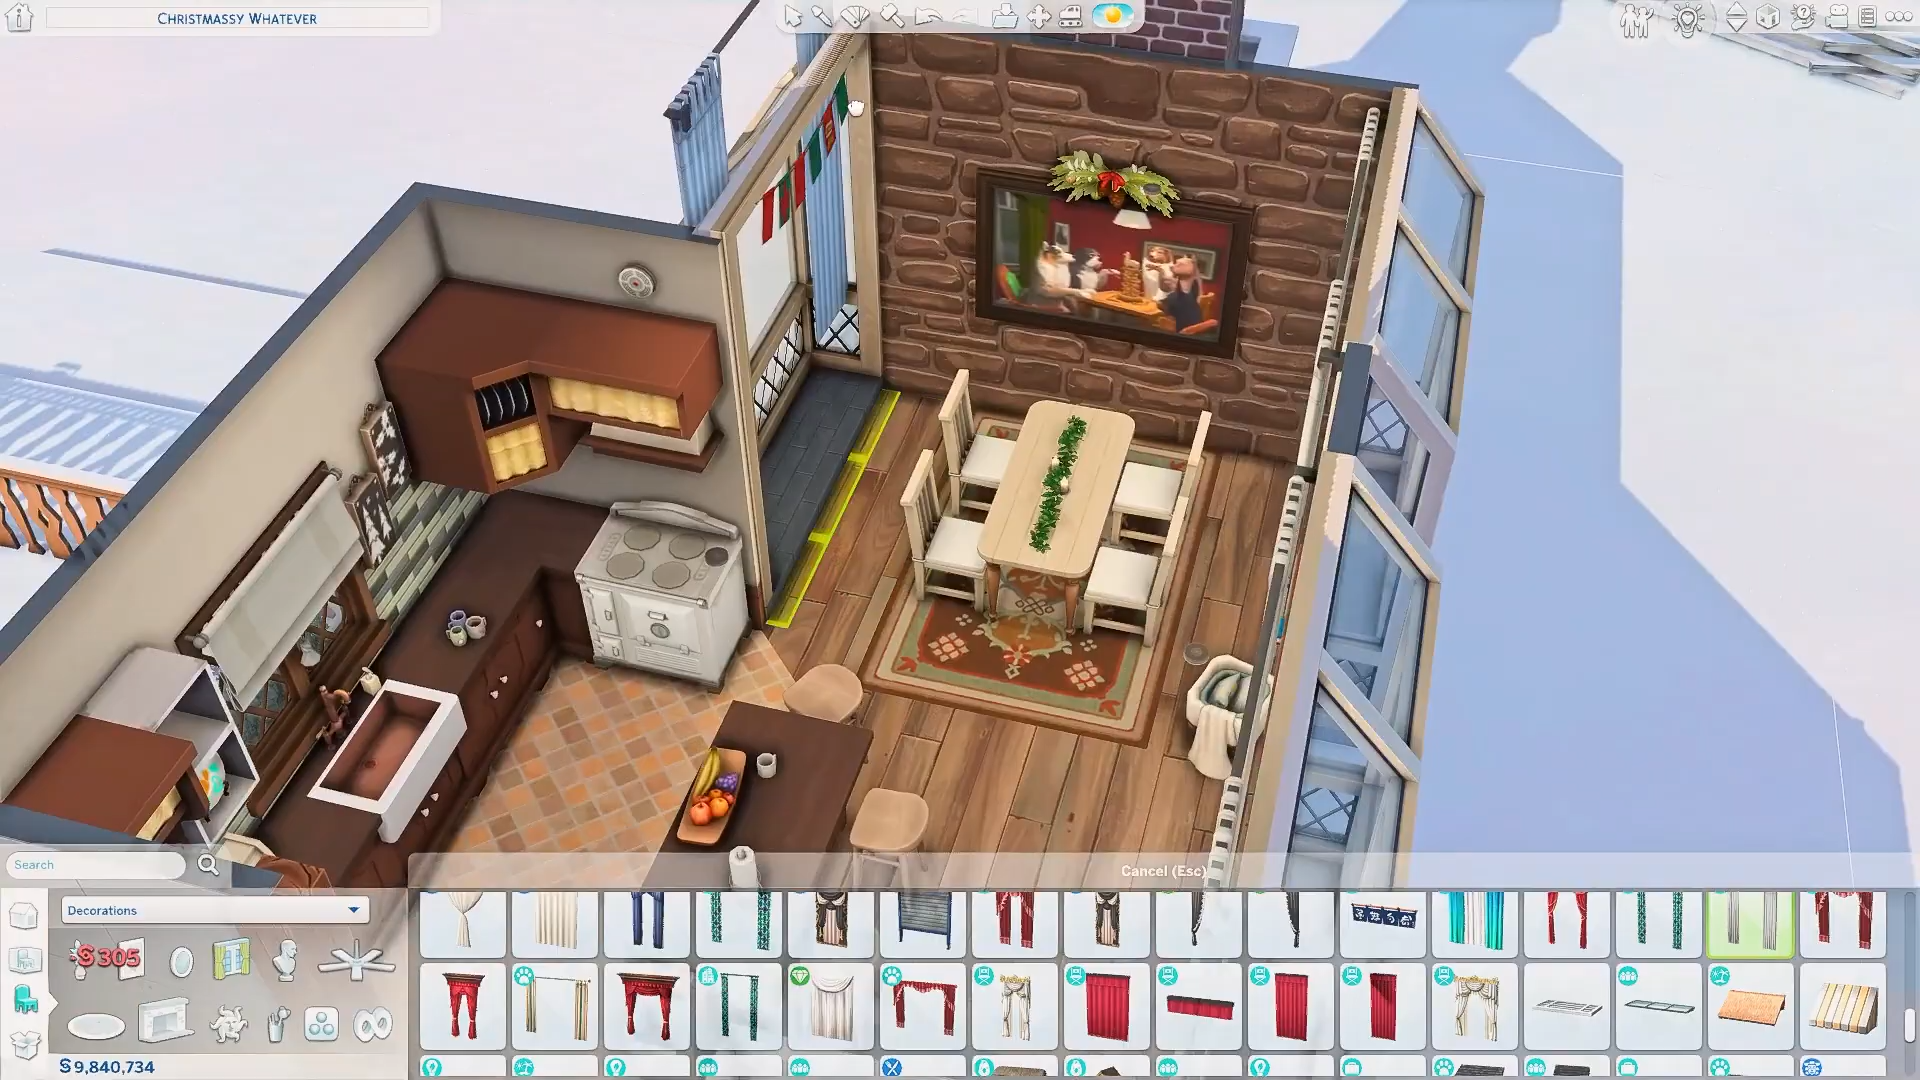 Christmassy Whatever
Cancel (Esc)
Search
Decorations
§305
§9,840,734